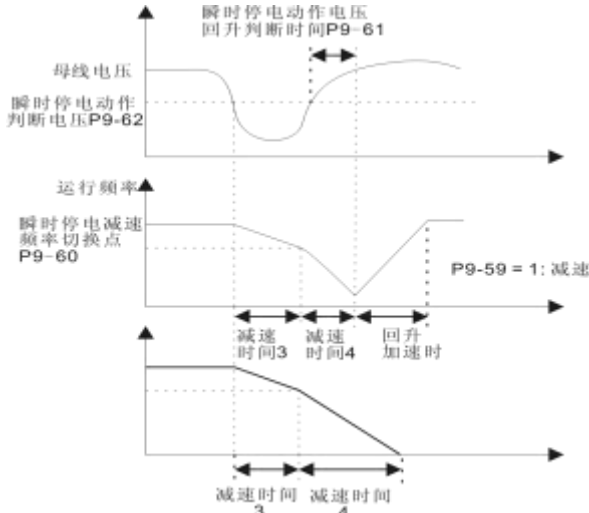 瞬时停电动作电压
回升判断时间P9-61
母线电压
瞬时停电动作
判断电压P9-62
运行频率
瞬时停电减速
频率切换点
P9-60
P9-59 = 1: 减速
减速
时间3
减速
时间4
回升
加速时
减速时间
3
减速时间
4